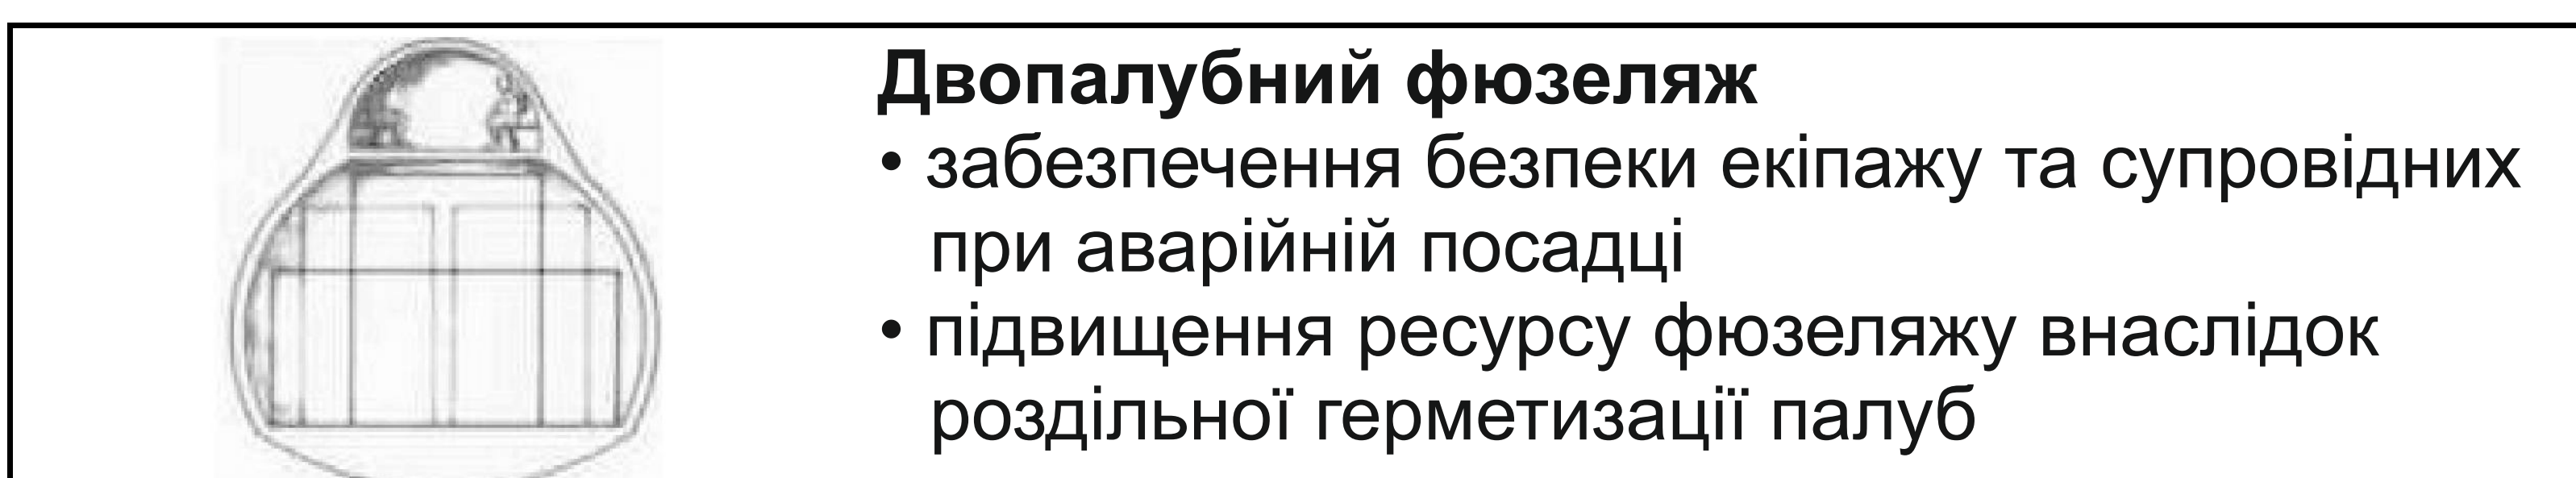 Двопалубний фюзеляж
• забезпечення безпеки екіпажу та супровідних
при аварійній посадці
• підвищення ресурсу фюзеляжу внаслідок
роздільної герметизації палуб